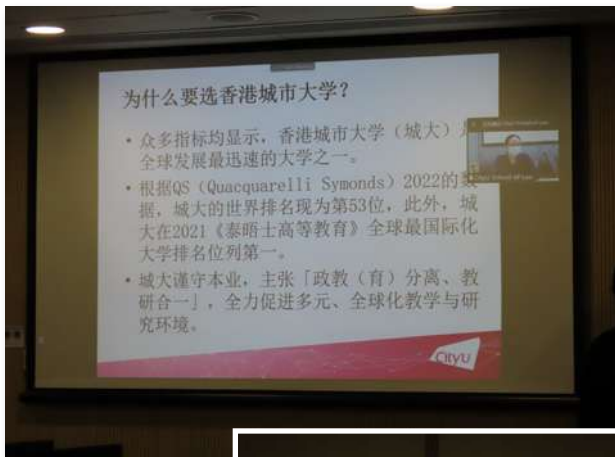 为什么要选香港城市大学?
• 众多指标均显示，香港城市大学（城大）
全球发展最迅速的大学之一。
• 根据QS（Quacquarelli Symonds）2022的数
据，城大的世界排名现为第53位，此外，城
大在2021《泰晤士高等教育》全球最国际化
大学排名位列第一。
• 城大谨守本业，主张「政教（育）分离、教
研合一」，全力促进多元、全球化教学与研
究环境。
CityU